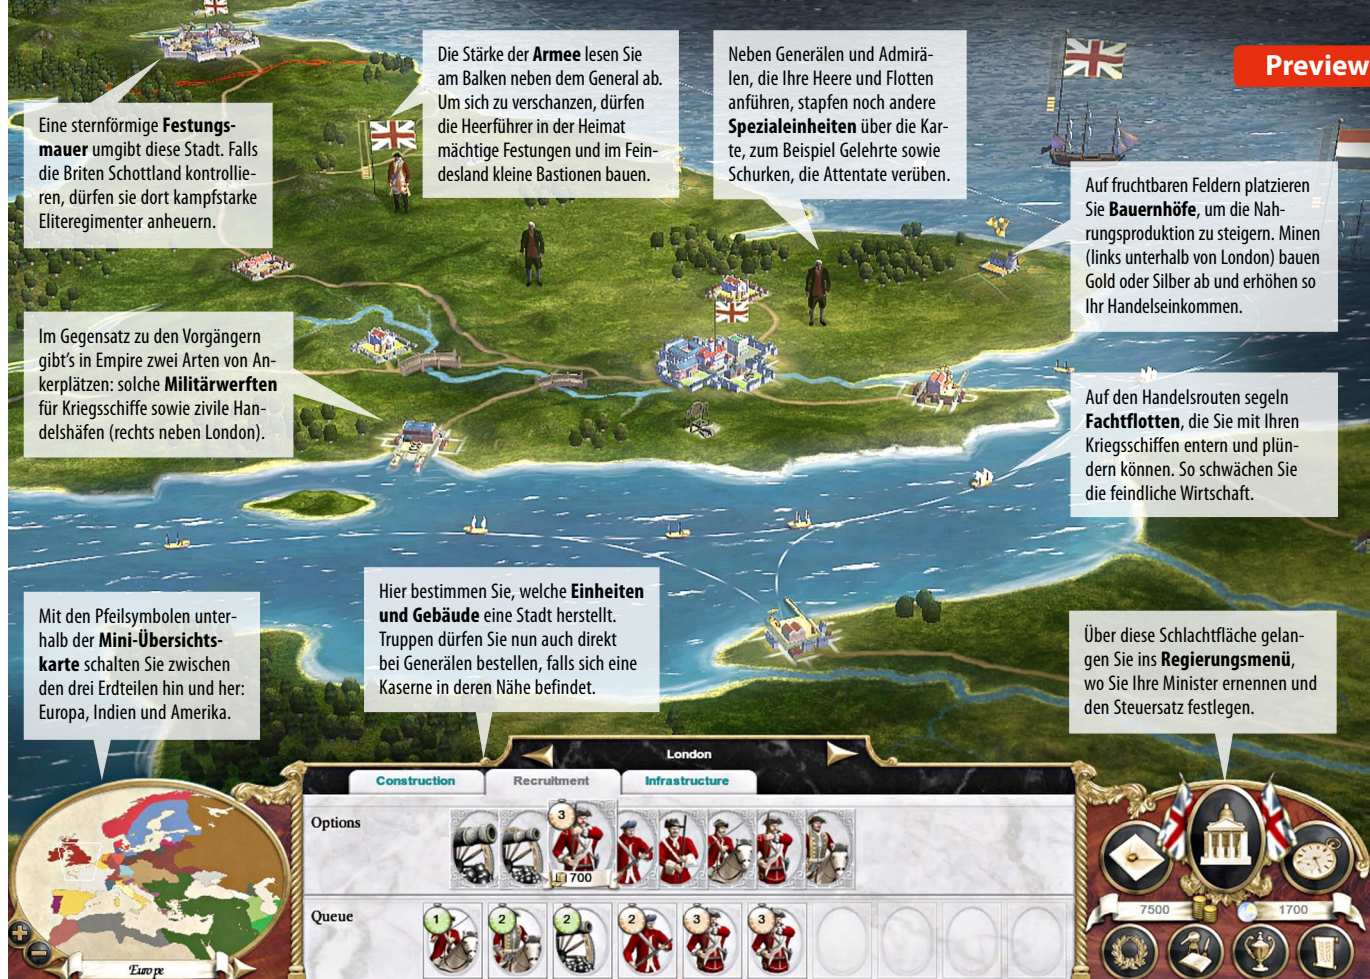 Preview
Eine sternförmige Festungs-
mauer umgibt diese Stadt. Falls
die Briten Schottland kontrollie-
ren, dürfen sie dort kampfstarke
Eliteregimenter anheuern.
Die Stärke der Armee lesen Sie
am Balken neben dem General ab.
Um sich zu verschanzen, dürfen
die Heerführer in der Heimat
mächtige Festungen und im Fein-
desland kleine Bastionen bauen.
Neben Generälen und Admirä-
len, die Ihre Heere und Flotten
anführen, stapfen noch andere
Spezialeinheiten über die Kar-
te, zum Beispiel Gelehrte sowie
Schurken, die Attentate verüben.
Auf fruchtbaren Feldern platzieren
Sie Bauernhöfe, um die Nah-
rungsproduktion zu steigern. Minen
(links unterhalb von London) bauen
Gold oder Silber ab und erhöhen so
Ihr Handelseinkommen.
Im Gegensatz zu den Vorgängern
gibt's in Empire zwei Arten von An-
kerplätzen: solche Militärwerften
für Kriegsschiffe sowie zivile Han-
delshäfen (rechts neben London).
Auf den Handelsrouten segeln
Fachtflotten, die Sie mit Ihren
Kriegsschiffen entern und plün-
dern können. So schwächen Sie
die feindliche Wirtschaft.
Mit den Pfeilsymbolen unter-
halb der Mini-Übersichts-
karte schalten Sie zwischen
den drei Erdteilen hin und her:
Europa, Indien und Amerika.
Hier bestimmen Sie, welche Einheiten
und Gebäude eine Stadt herstellt.
Truppen dürfen Sie nun auch direkt
bei Generälen bestellen, falls sich eine
Kaserne in deren Nähe befindet.
Über diese Schlachtfläche gelan-
gen Sie ins Regierungsmenü,
wo Sie Ihre Minister ernennen und
den Steuersatz festlegen.
London
Construction Recruitment Infrastructure
Options
3
700
Queue
1 2 2 2 3 3
7500 1700
Europe